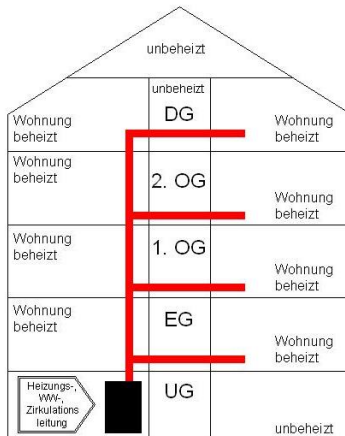 unbeheizt
unbeheizt
DG
Wohnung
beheizt
Wohnung
beheizt
Wohnung
beheizt
2. OG
Wohnung
beheizt
Wohnung
beheizt
1. OG
Wohnung
beheizt
Wohnung
beheizt
EG
Wohnung
beheizt
Heizungs-,
WW-,
Zirkulations
leitung
UG
unbeheizt